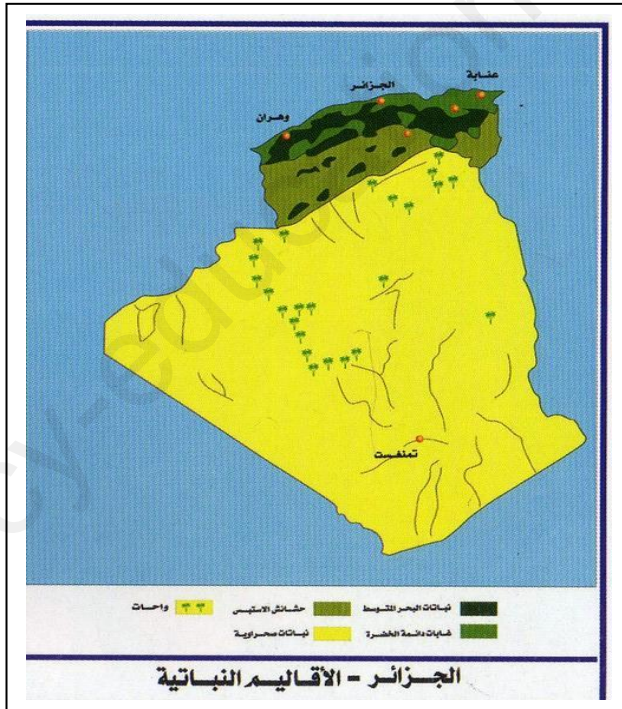 عنابة
الجزائر
وهران
تمنغست
نباتات البحر المتوسط
حشائش الاستبس
واحات
غابات دائمة الخضرة
نباتات صحراوية
الجزائر - الأقاليم النباتية